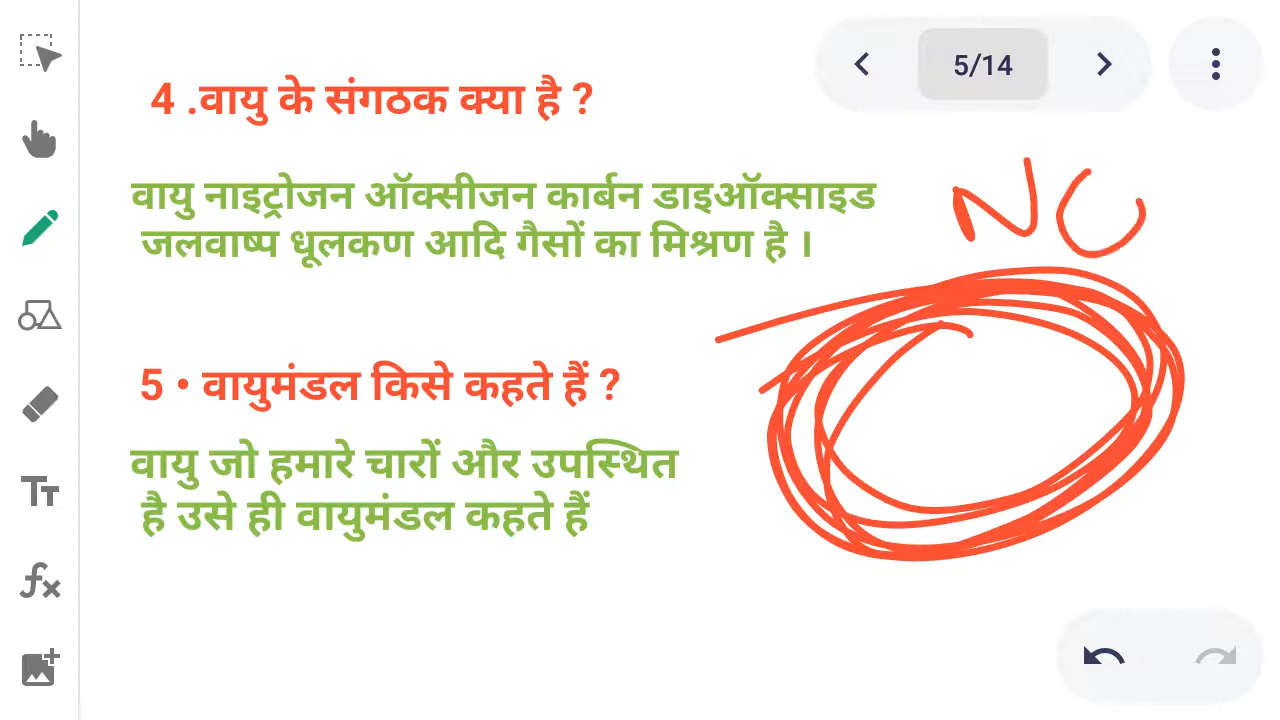 5/14
4 .वायु के संगठक क्या है ?
NC
वायु नाइट्रोजन ऑक्सीजन कार्बन डाइऑक्साइड
जलवाष्प धूलकण आदि गैसों का मिश्रण है ।
5 • वायुमंडल किसे कहते हैं ?
वायु जो हमारे चारों और उपस्थित
है उसे ही वायुमंडल कहते हैं